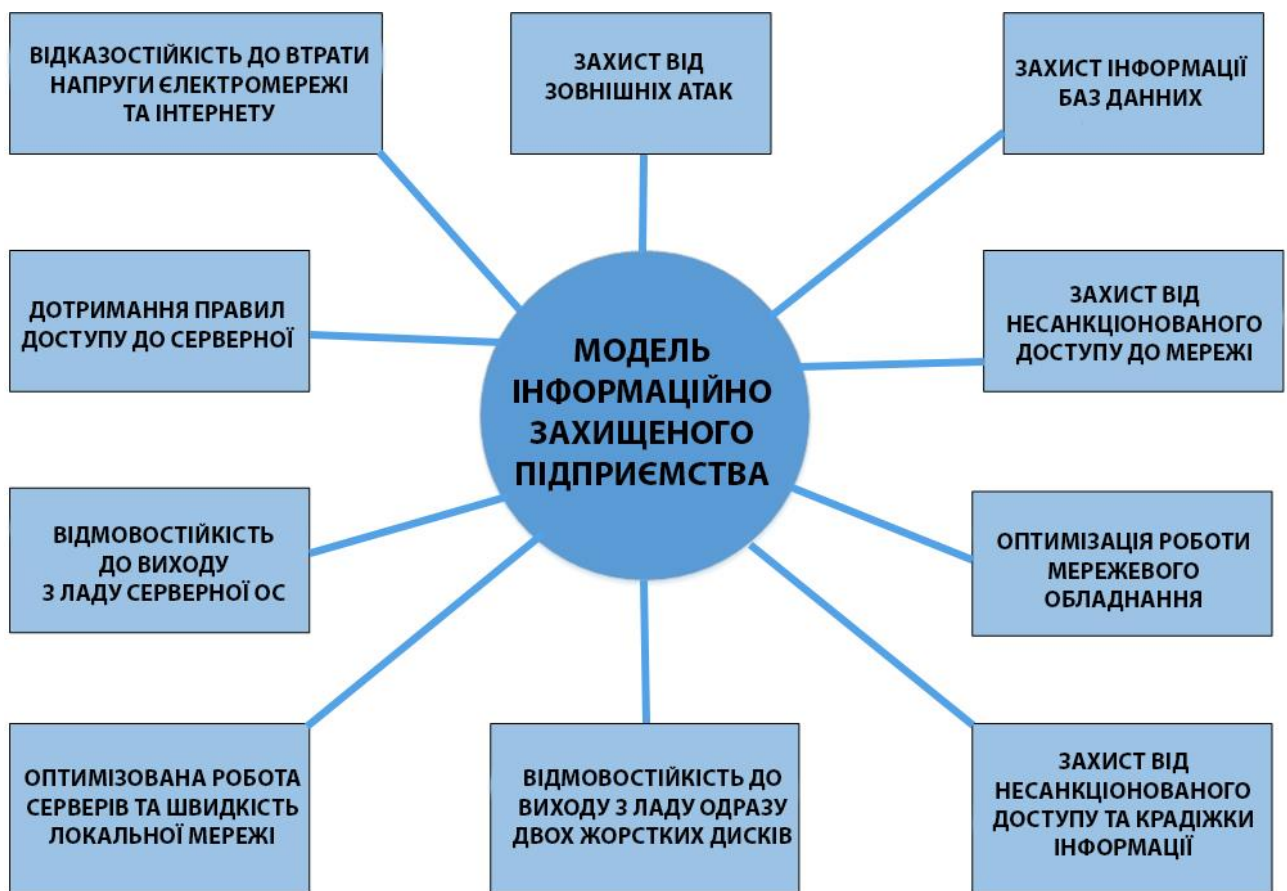 ВІДКАЗОСТІЙКІСТЬ ДО ВТРАТИ
НАПРУГИ ЄЛЕКТРОМЕРЕЖІ
ТА ІНТЕРНЕТУ
ЗАХИСТ ВІД
ЗОВНІШНІХ АТАК
ЗАХИСТ ІНФОРМАЦІЇ
БАЗ ДАННИХ
ДОТРИМАННЯ ПРАВИЛ
ДОСТУПУ ДО СЕРВЕРНОЇ
ЗАХИСТ ВІД
НЕСАНКЦІОНОВАНОГО
ДОСТУПУ ДО МЕРЕЖІ
МОДЕЛЬ
ІНФОРМАЦІЙНО
ЗАХИЩЕНОГО
ПІДПРИЄМСТВА
ВІДМОВОСТІЙКІСТЬ
ДО ВИХОДУ
З ЛАДУ СЕРВЕРНОЇ ОС
ОПТИМІЗАЦІЯ РОБОТИ
МЕРЕЖЕВОГО
ОБЛАДНАННЯ
ОПТИМІЗОВАНА РОБОТА
СЕРВЕРІВ ТА ШВИДКІСТЬ
ЛОКАЛЬНОЇ МЕРЕЖІ
ВІДМОВОСТІЙКІСТЬ ДО
ВИХОДУ З ЛАДУ ОДРАЗУ
ДВОХ ЖОРСТКИХ ДИСКІВ
ЗАХИСТ ВІД
НЕСАНКЦІОНОВАНОГО
ДОСТУПУ ТА КРАДІЖКИ
ІНФОРМАЦІЇ